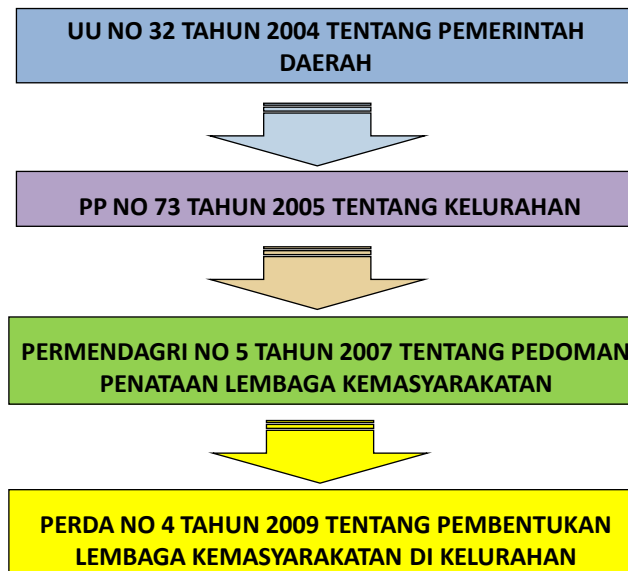 UU NO 32 TAHUN 2004 TENTANG PEMERINTAH
DAERAH
PP NO 73 TAHUN 2005 TENTANG KELURAHAN
PERMENDAGRI NO 5 TAHUN 2007 TENTANG PEDOMAN
PENATAAN LEMBAGA KEMASYARAKATAN
PERDA NO 4 TAHUN 2009 TENTANG PEMBENTUKAN
LEMBAGA KEMASYARAKATAN DI KELURAHAN